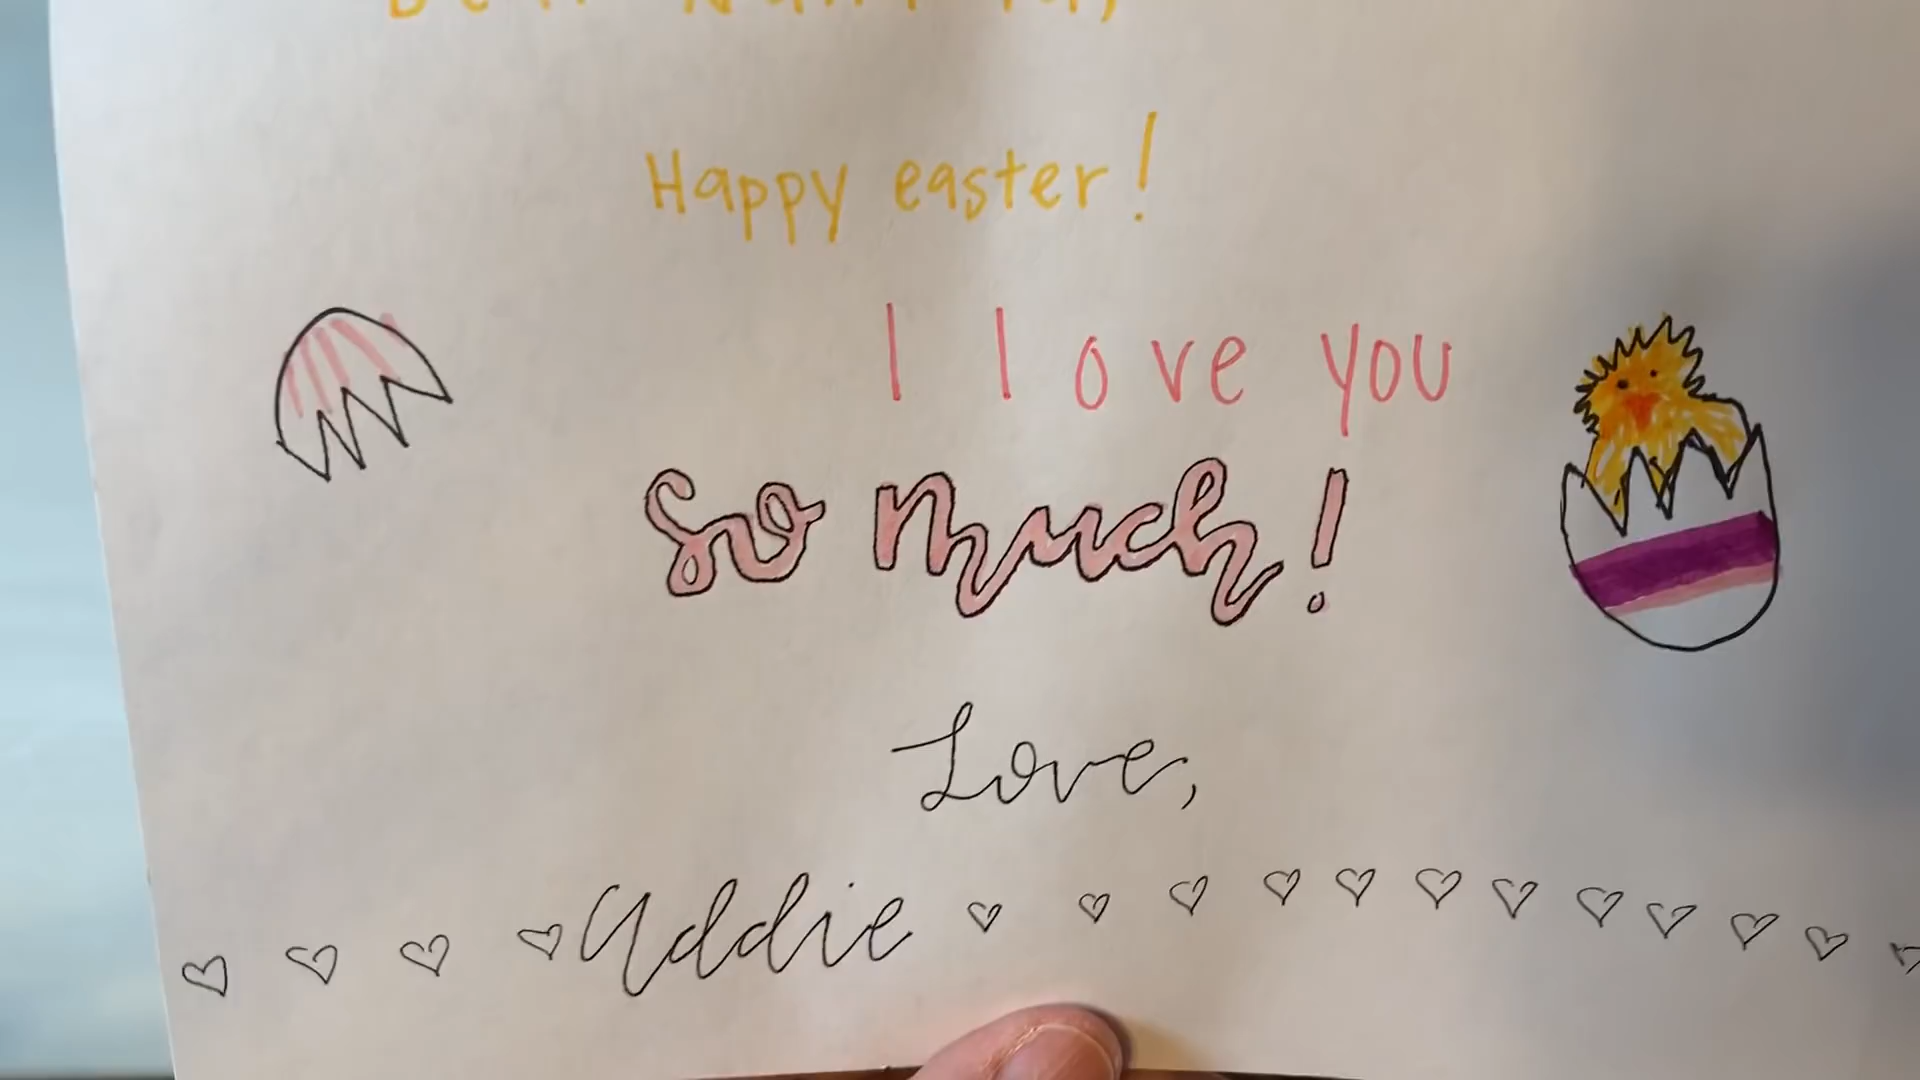 Happy easter!
I love you
so much!
Love,
Addie